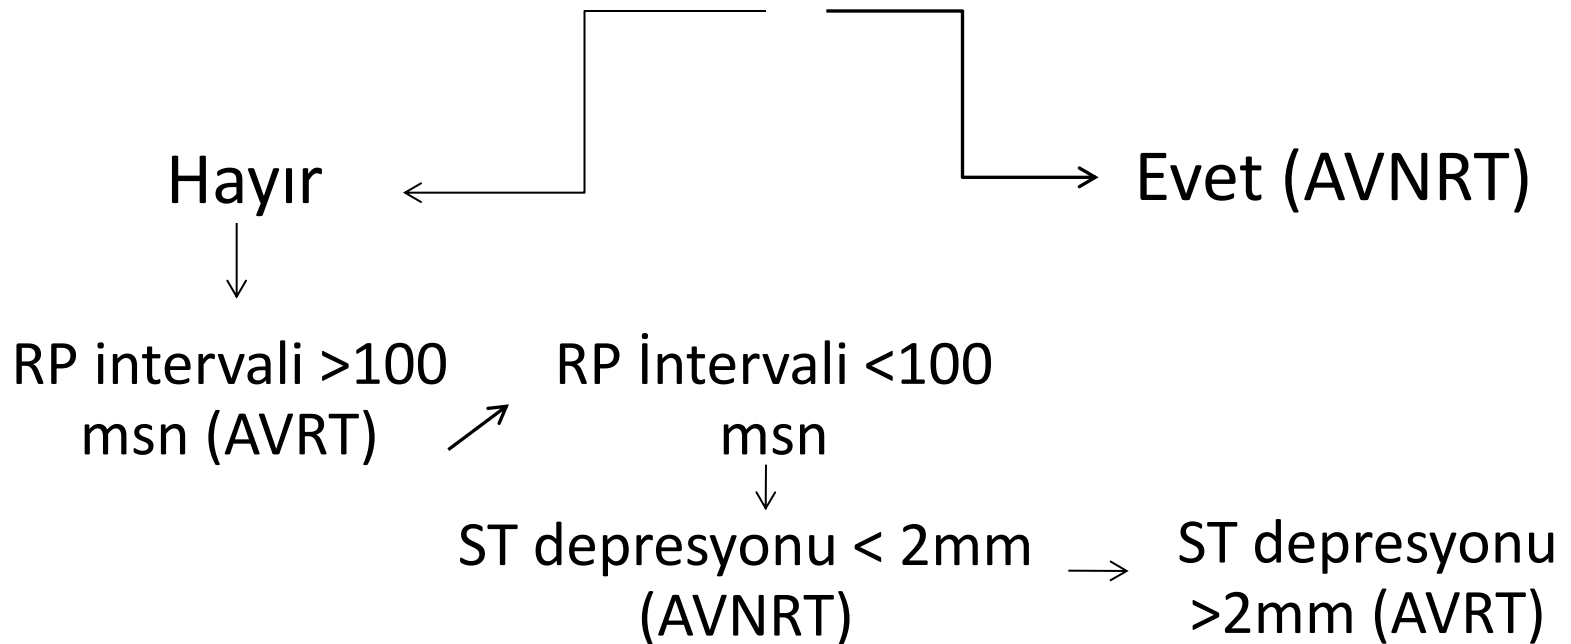 Hayır
Evet (AVNRT)
RP intervali >100
msn (AVRT)
RP İntervali <100
msn
ST depresyonu < 2mm
(AVNRT)
ST depresyonu
>2mm (AVRT)